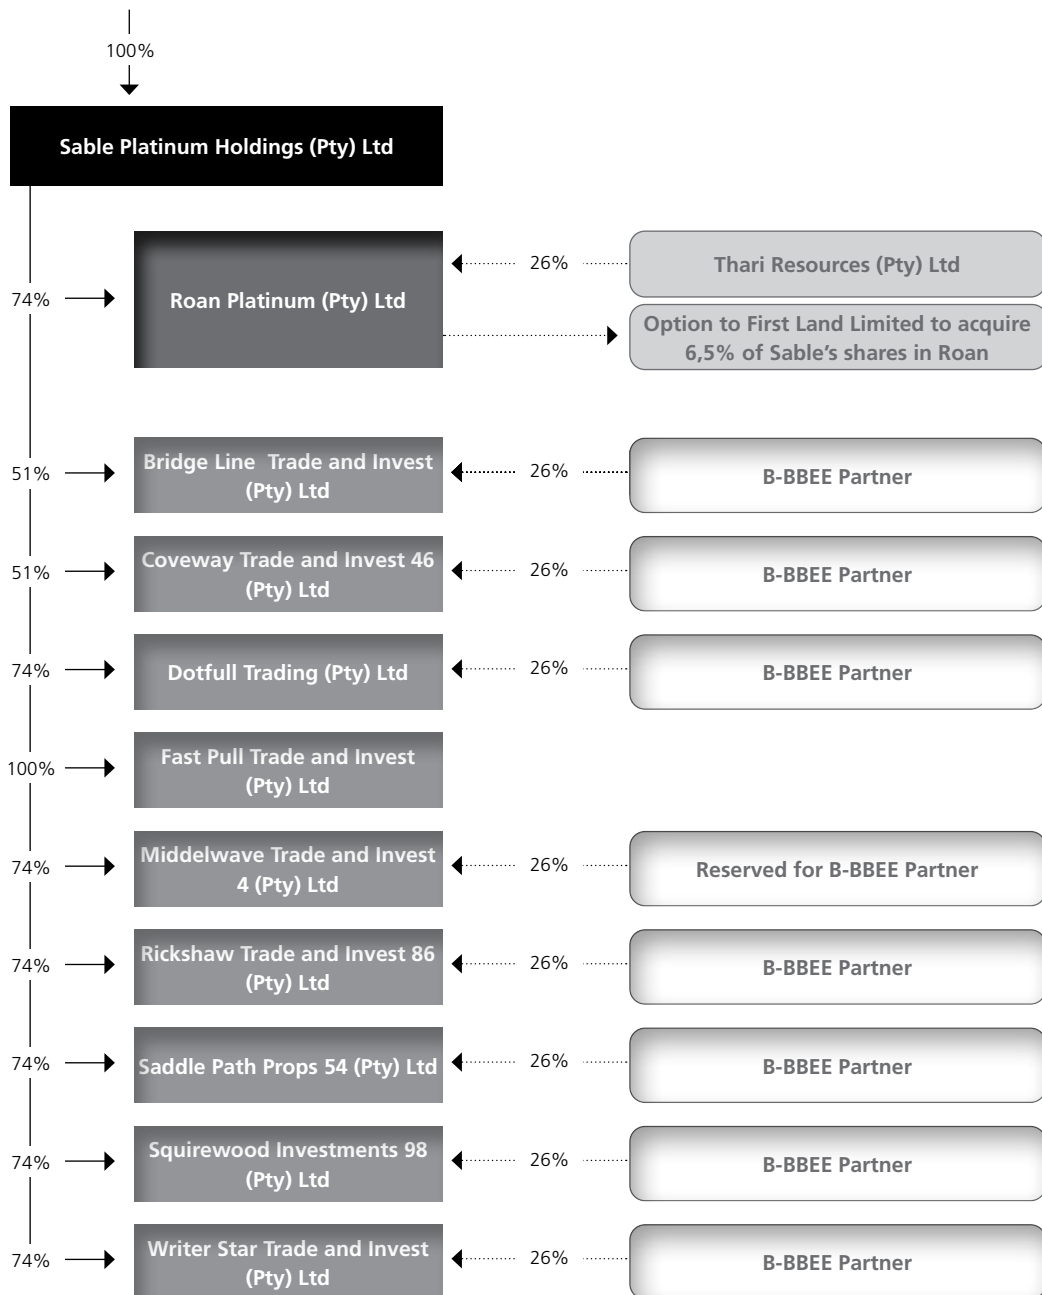 100%
Sable Platinum Holdings (Pty) Ltd
74%
Roan Platinum (Pty) Ltd
26%
Thari Resources (Pty) Ltd
Option to First Land Limited to acquire
6,5% of Sable’s shares in Roan
51%
Bridge Line Trade and Invest
(Pty) Ltd
26%
B-BBEE Partner
51%
Coveway Trade and Invest 46
(Pty) Ltd
26%
B-BBEE Partner
74%
Dotfull Trading (Pty) Ltd
26%
B-BBEE Partner
100%
Fast Pull Trade and Invest
(Pty) Ltd
74%
Middelwave Trade and Invest
4 (Pty) Ltd
26%
Reserved for B-BBEE Partner
74%
Rickshaw Trade and Invest 86
(Pty) Ltd
26%
B-BBEE Partner
74%
Saddle Path Props 54 (Pty) Ltd
26%
B-BBEE Partner
74%
Squirewood Investments 98
(Pty) Ltd
26%
B-BBEE Partner
74%
Writer Star Trade and Invest
(Pty) Ltd
26%
B-BBEE Partner